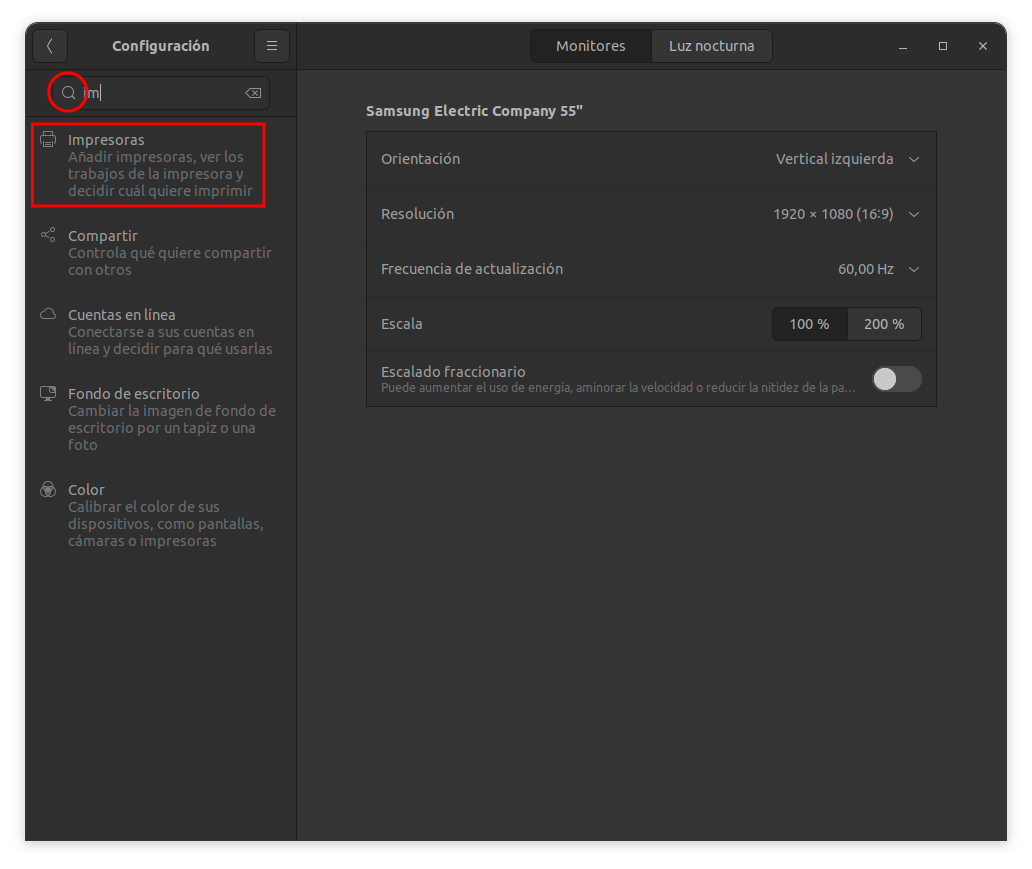 Configuración
Monitores
Luz nocturna
im
Impresoras
Añadir impresoras, ver los
trabajos de la impresora y
decidir cuál quiere imprimir
Compartir
Controla qué quiere compartir
con otros
Cuentas en línea
Conectarse a sus cuentas en
línea y decidir para qué usarlas
Fondo de escritorio
Cambiar la imagen de fondo de
escritorio por un tapiz o una
foto
Color
Calibrar el color de sus
dispositivos, como pantallas,
cámaras o impresoras
Samsung Electric Company 55"
Orientación
Vertical izquierda
Resolución
1920 × 1080 (16:9)
Frecuencia de actualización
60,00 Hz
Escala
100 %
200 %
Escalado fraccionario
Puede aumentar el uso de energía, aminorar la velocidad o reducir la nitidez de la pa…